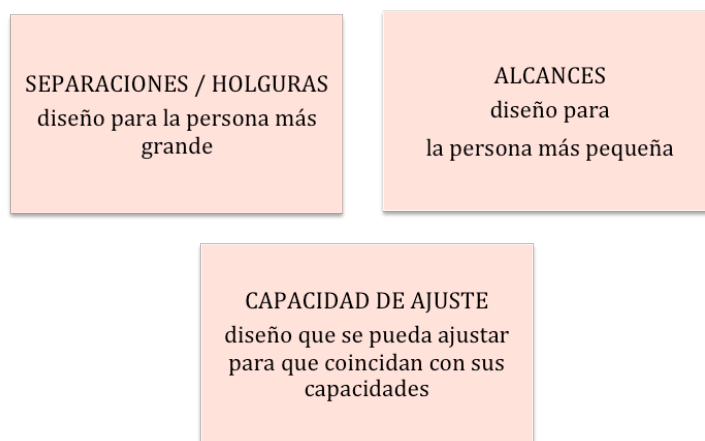 SEPARACIONES / HOLGURAS
diseño para la persona más
grande
ALCANCES
diseño para
la persona más pequeña
CAPACIDAD DE AJUSTE
diseño que se pueda ajustar
para que coincidan con sus
capacidades